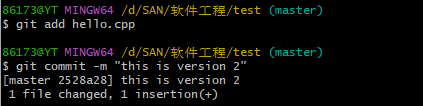 86173@YT MINGW64 /d/SAN/软件工程/test (master)
$ git add hello.cpp
86173@YT MINGW64 /d/SAN/软件工程/test (master)
$ git commit -m "this is version 2"
[master 2528a28] this is version 2
1 file changed, 1 insertion(+)